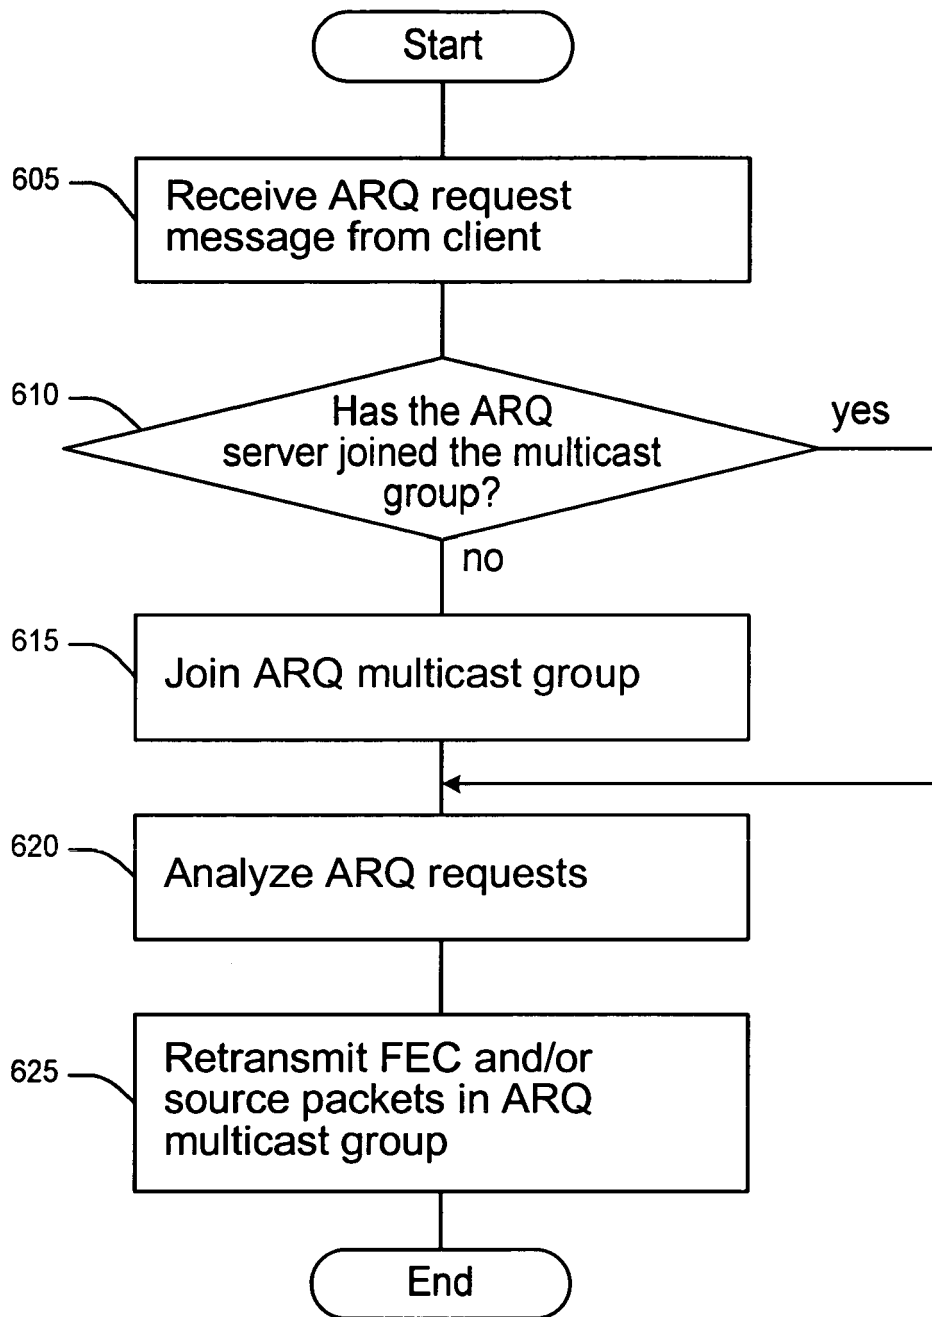 Start
605
Receive ARQ request
message from client
610
Has the ARQ
server joined the multicast
group?
yes
no
615
Join ARQ multicast group
620
Analyze ARQ requests
625
Retransmit FEC and/or
source packets in ARQ
multicast group
End